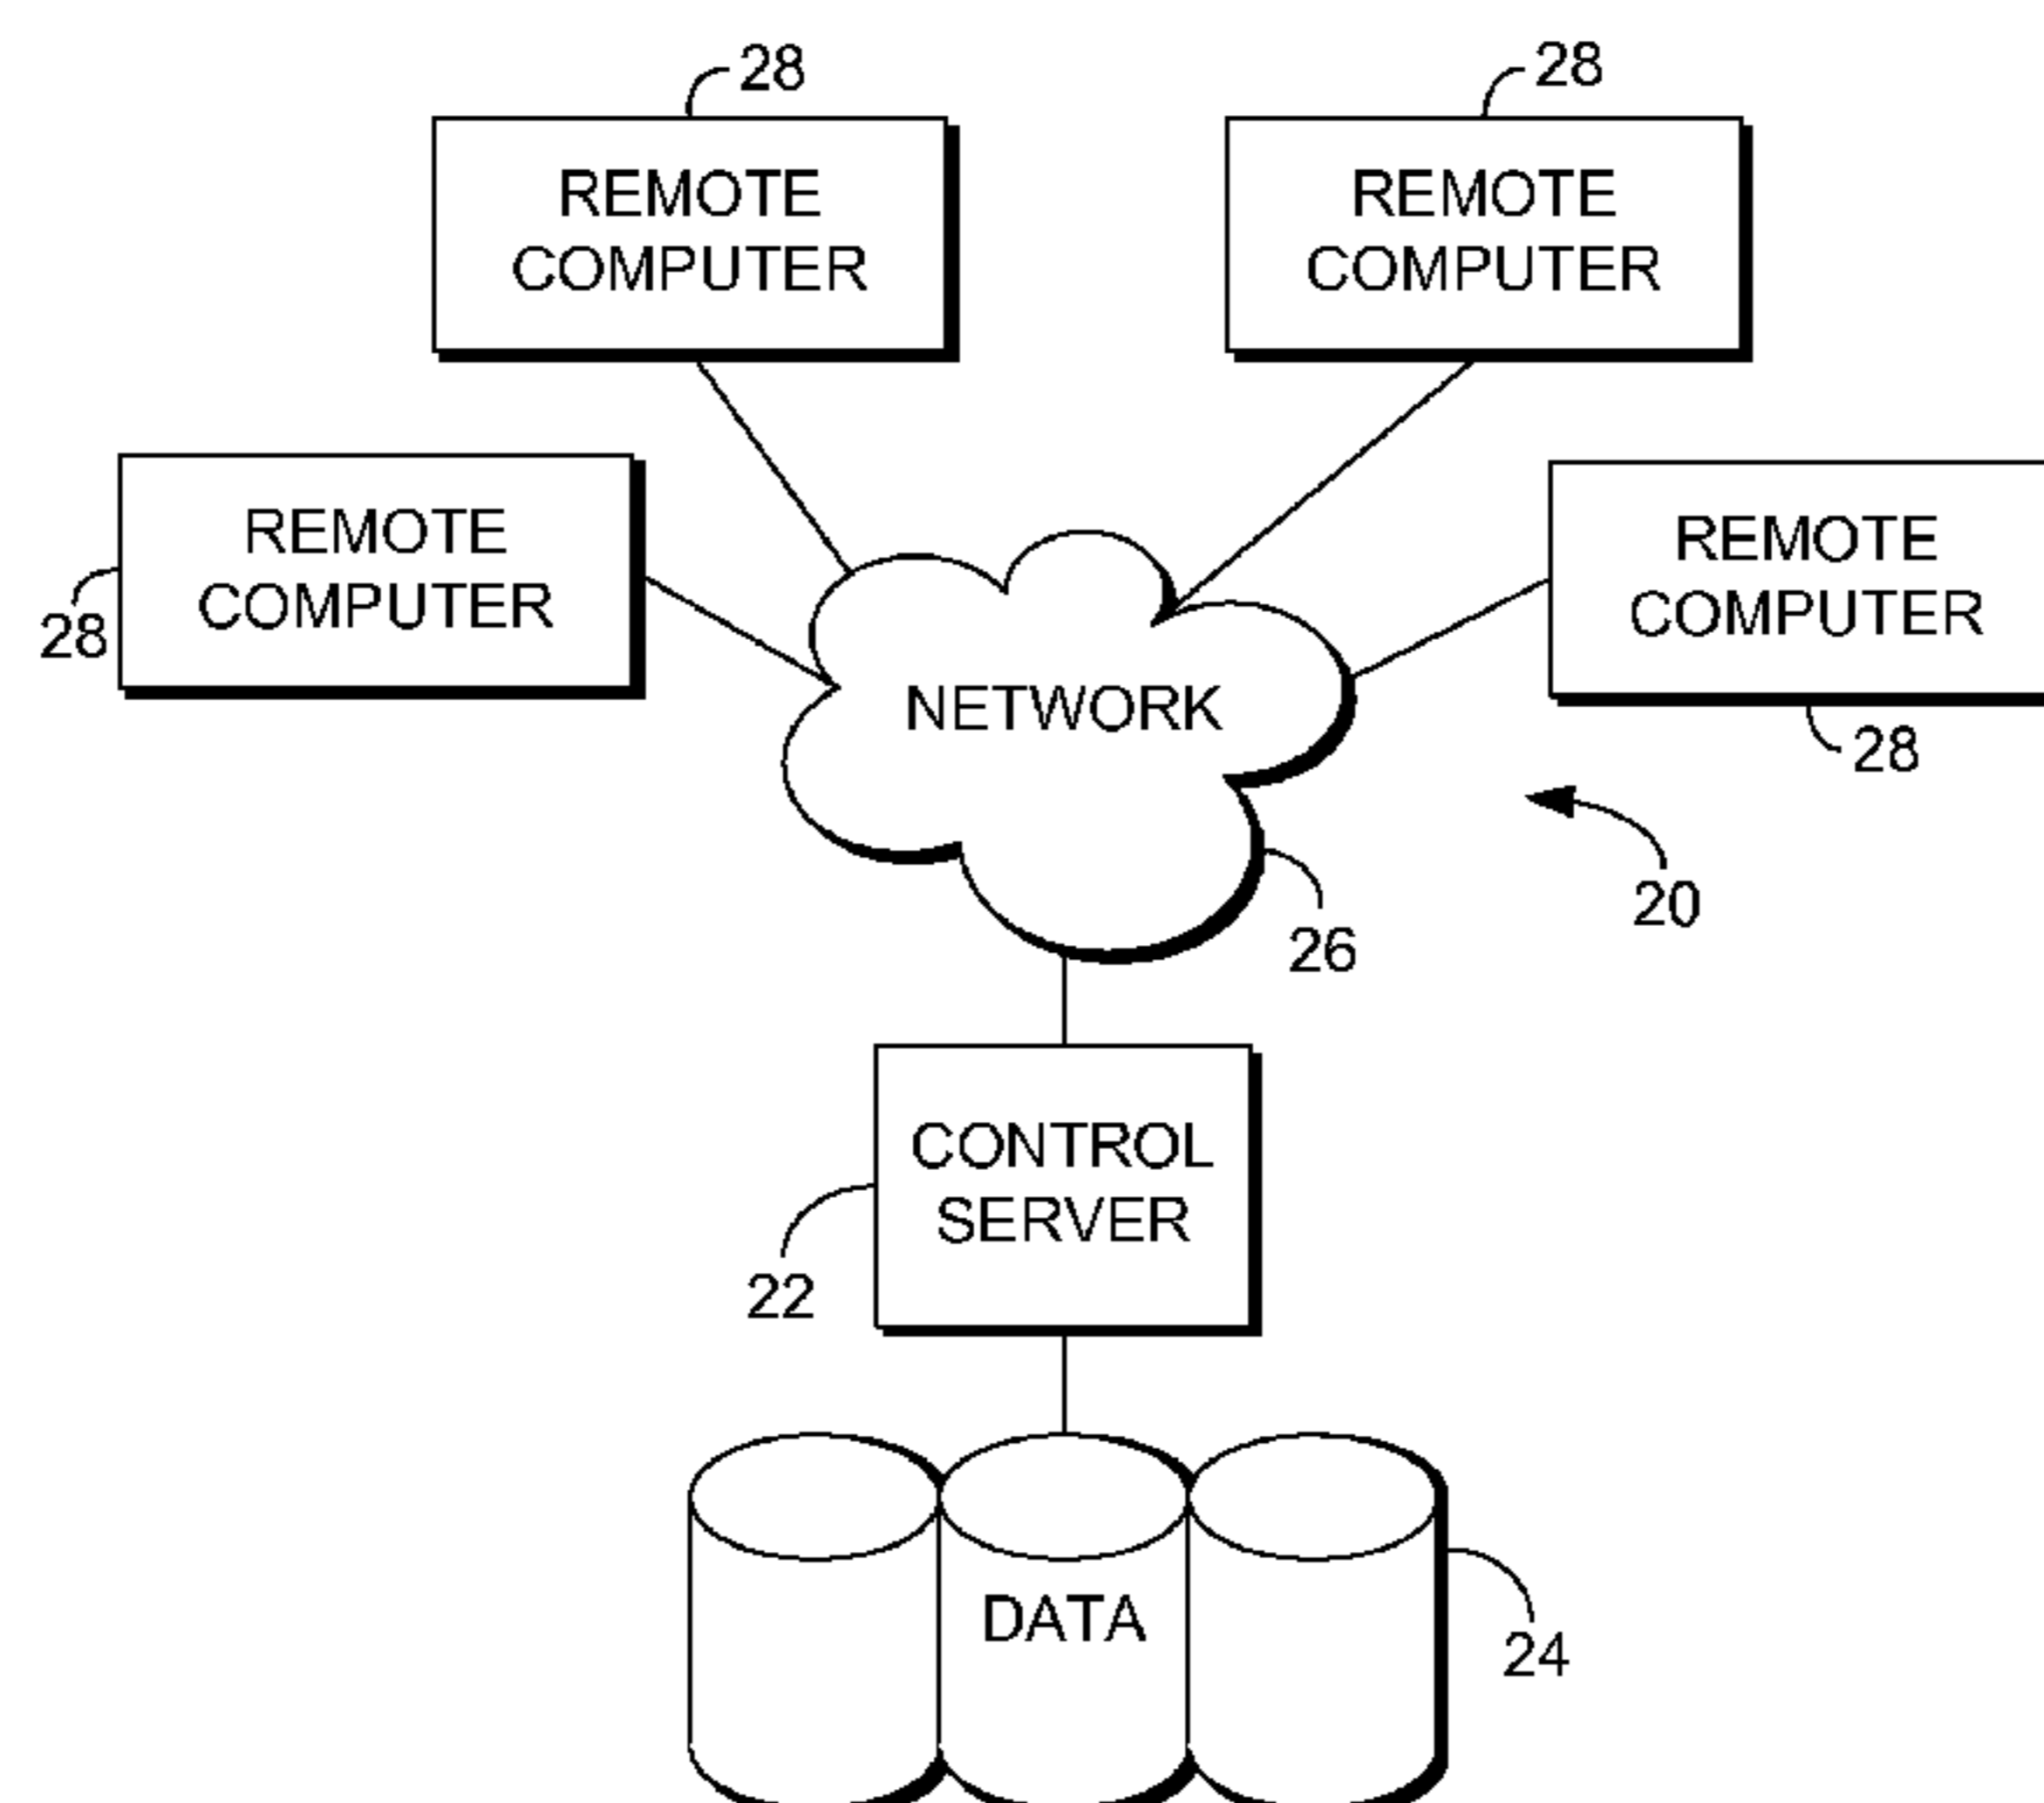 28
28
REMOTE
COMPUTER
REMOTE
COMPUTER
REMOTE
COMPUTER
28
REMOTE
COMPUTER
28
NETWORK
20
26
CONTROL
SERVER
22
DATA
24